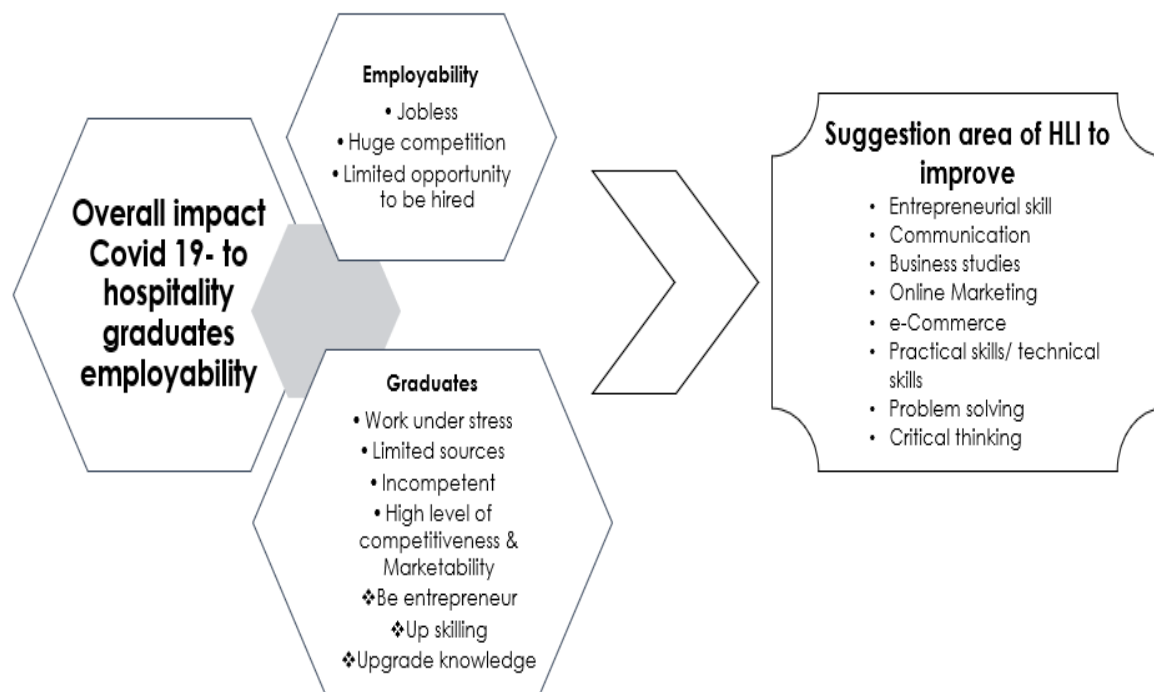 Overall impact
Covid 19- to
hospitality
graduates
employability
Employability
• Jobless
• Huge competition
• Limited opportunity
to be hired
Graduates
• Work under stress
• Limited sources
• Incompetent
• High level of
competitiveness &
Marketability
❖Be entrepreneur
❖Up skilling
❖Upgrade knowledge
Suggestion area of HLI to
improve
• Entrepreneurial skill
• Communication
• Business studies
• Online Marketing
• e-Commerce
• Practical skills/ technical
skills
• Problem solving
• Critical thinking